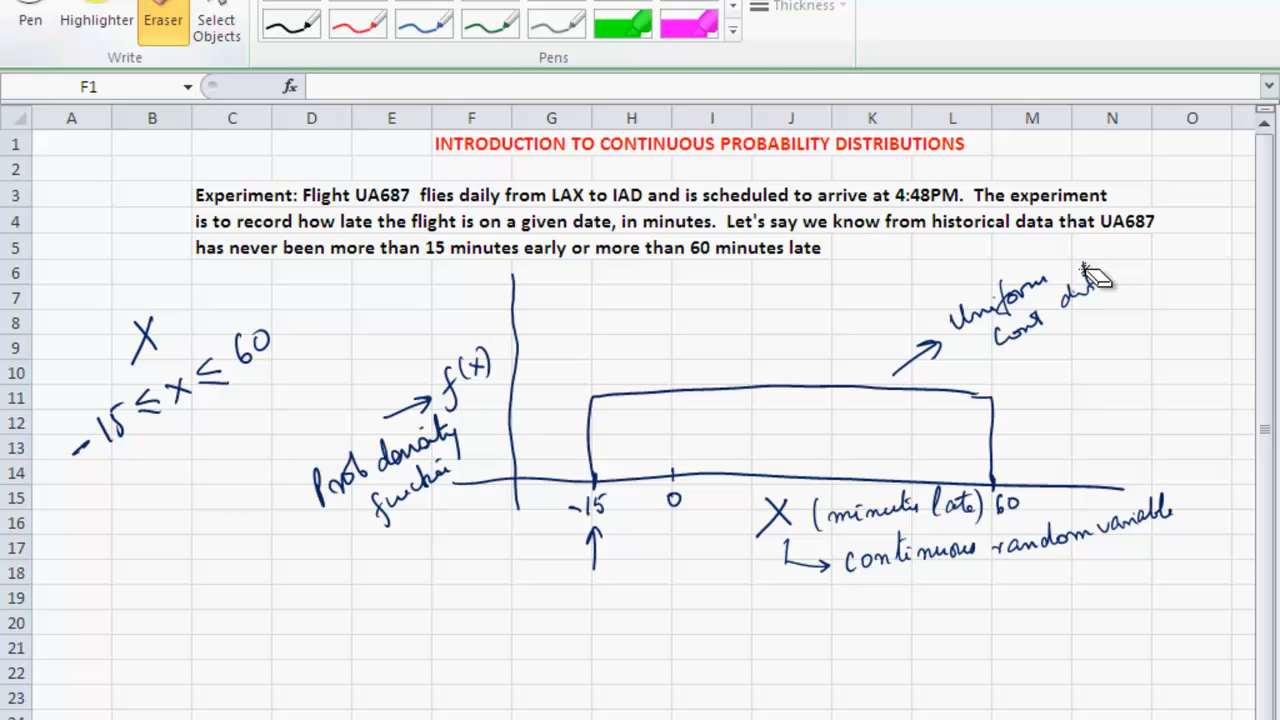 Pen Highlighter Eraser Select Objects Thickness
Write Pens
F1 fx
A B C D E F G H I J K L M N O
1 INTRODUCTION TO CONTINUOUS PROBABILITY DISTRIBUTIONS
2
3 Experiment: Flight UA687 flies daily from LAX to IAD and is scheduled to arrive at 4:48PM. The experiment
4 is to record how late the flight is on a given date, in minutes. Let's say we know from historical data that UA687
5 has never been more than 15 minutes early or more than 60 minutes late
6
7
8
9
10
11
12
13
14
15
16
17
18
19
20
21
22
23
X
-15 ≤ x ≤ 60
f(x)
Prob density
function
Uniform
Cont
-15 0 X (minutes late) 60
continuous random variable